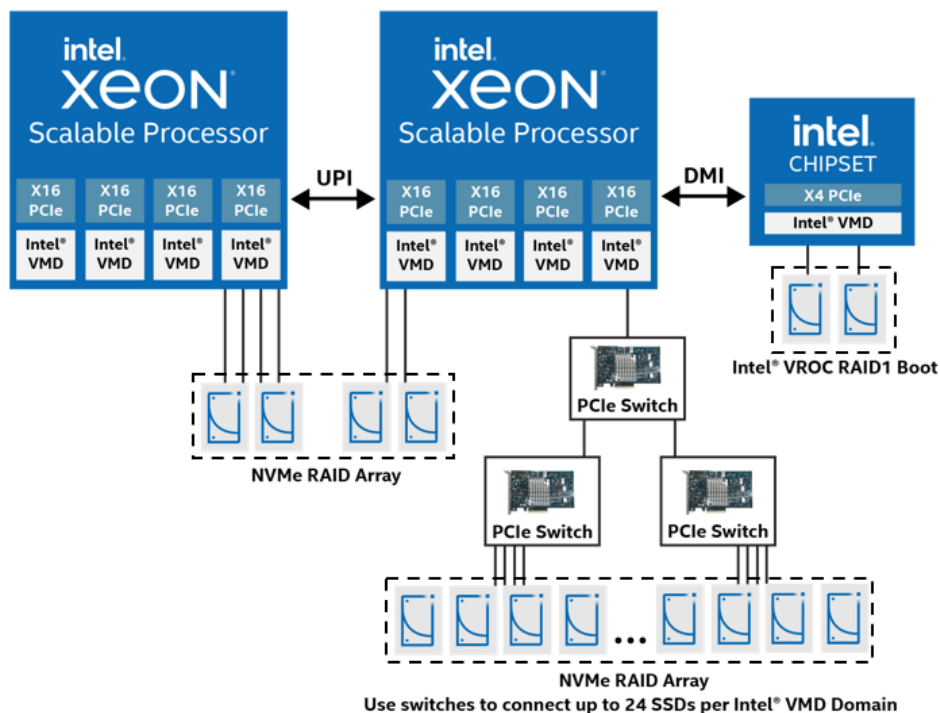 intel.
XEON®
Scalable Processor
X16 PCIe
X16 PCIe
X16 PCIe
X16 PCIe
Intel® VMD
Intel® VMD
Intel® VMD
Intel® VMD
UPI
intel.
XEON®
Scalable Processor
X16 PCIe
X16 PCIe
X16 PCIe
X16 PCIe
Intel® VMD
Intel® VMD
Intel® VMD
Intel® VMD
DMI
intel.
CHIPSET
X4 PCIe
Intel® VMD
Intel® VROC RAID1 Boot
PCIe Switch
NVMe RAID Array
PCIe Switch
PCIe Switch
NVMe RAID Array
Use switches to connect up to 24 SSDs per Intel® VMD Domain